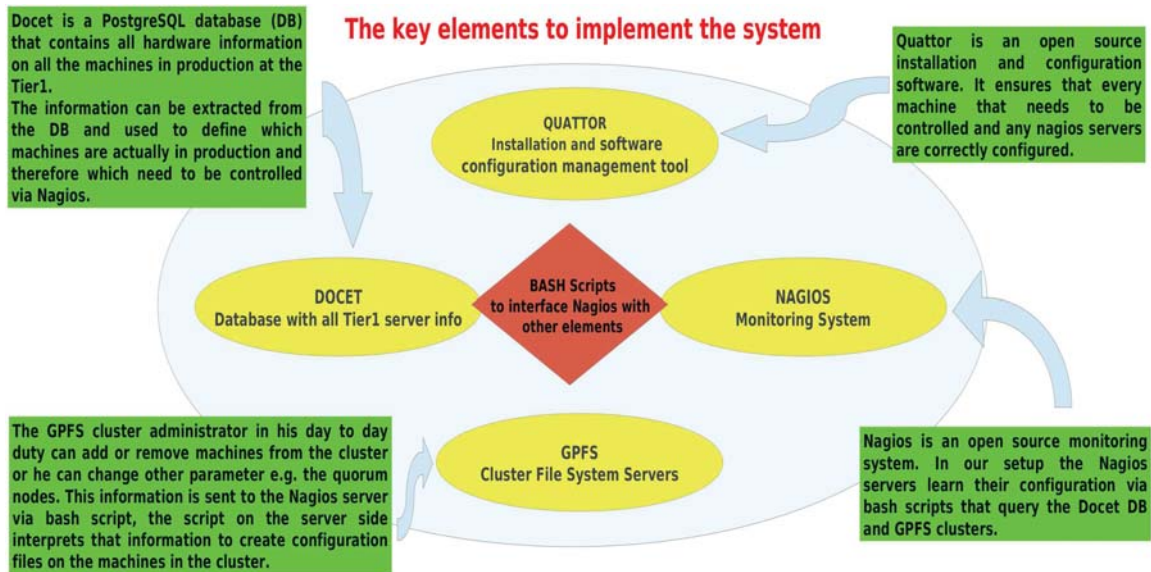 The key elements to implement the system
Docet is a PostgreSQL database (DB)
that contains all hardware information
on all the machines in production at the
Tier1.
The information can be extracted from
the DB and used to define which
machines are actually in production and
therefore which need to be controlled
via Nagios.
Quattor is an open source
installation and configuration
software. It ensures that every
machine that needs to be
controlled and any nagios servers
are correctly configured.
QUATTOR
Installation and software
configuration management tool
DOCET
Database with all Tier1 server info
BASH Scripts
to interface Nagios with
other elements
NAGIOS
Monitoring System
GPFS
Cluster File System Servers
The GPFS cluster administrator in his day to day
duty can add or remove machines from the cluster
or he can change other parameter e.g. the quorum
nodes. This information is sent to the Nagios server
via bash script, the script on the server side
interprets that information to create configuration
files on the machines in the cluster.
Nagios is an open source monitoring
system. In our setup the Nagios
servers learn their configuration via
bash scripts that query the Docet DB
and GPFS clusters.